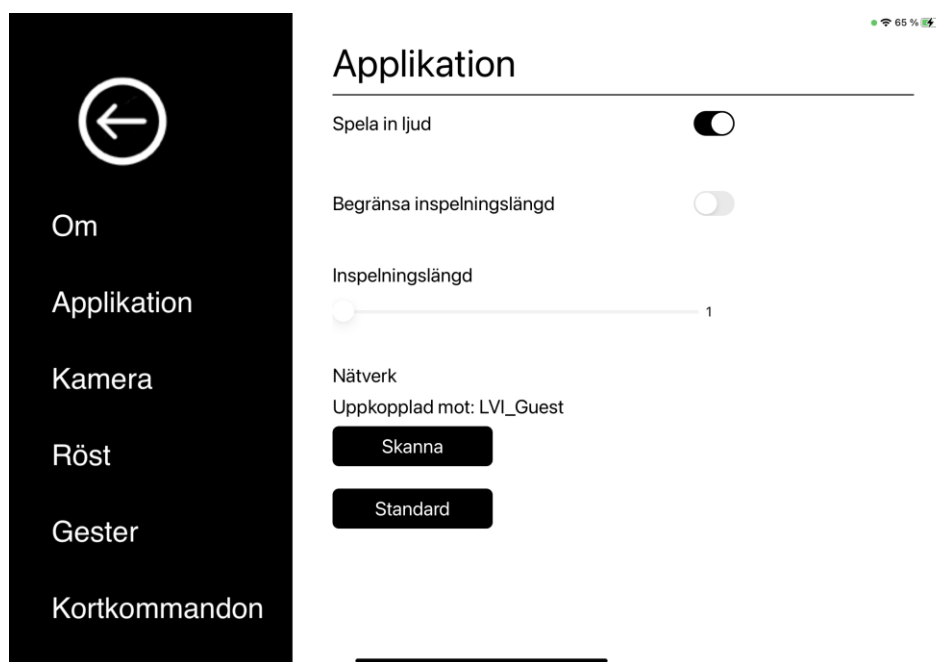 65 %
Applikation
Spela in ljud
Begränsa inspelningslängd
Inspelningslängd
1
Nätverk
Uppkopplad mot: LVI_Guest
Skanna
Standard
Om
Applikation
Kamera
Röst
Gester
Kortkommandon